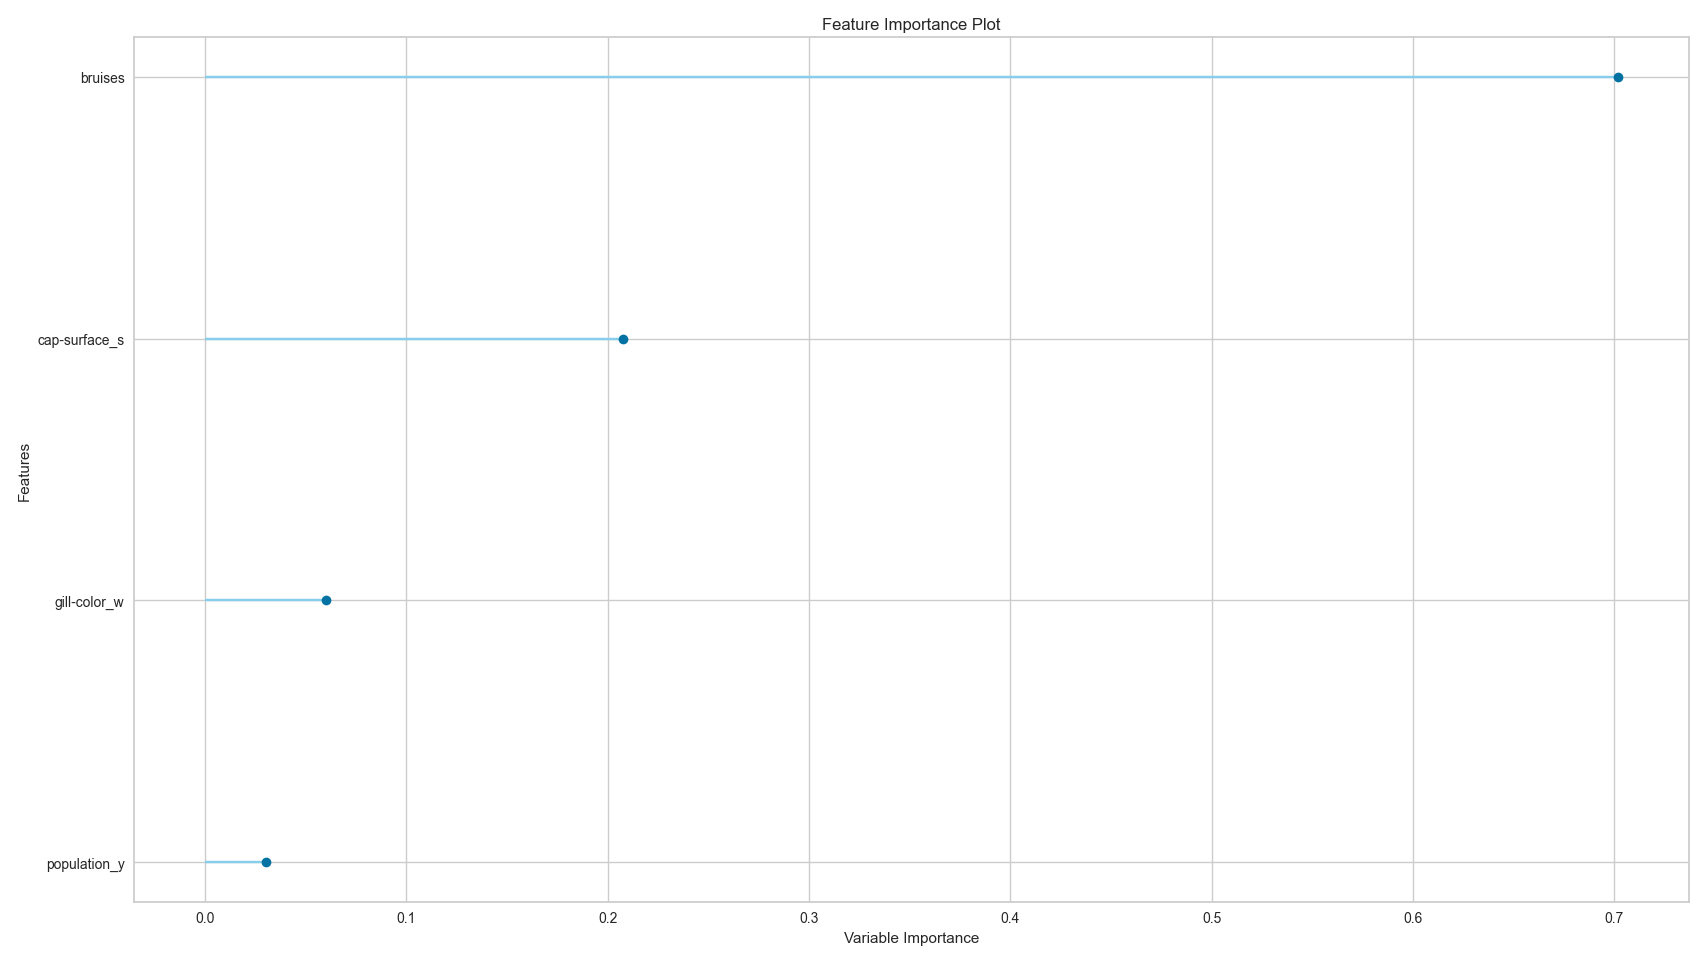 Feature Importance Plot
bruises
cap-surface_s
Features
gill-color_w
population_y
0.0 0.1 0.2 0.3 0.4 0.5 0.6 0.7
Variable Importance